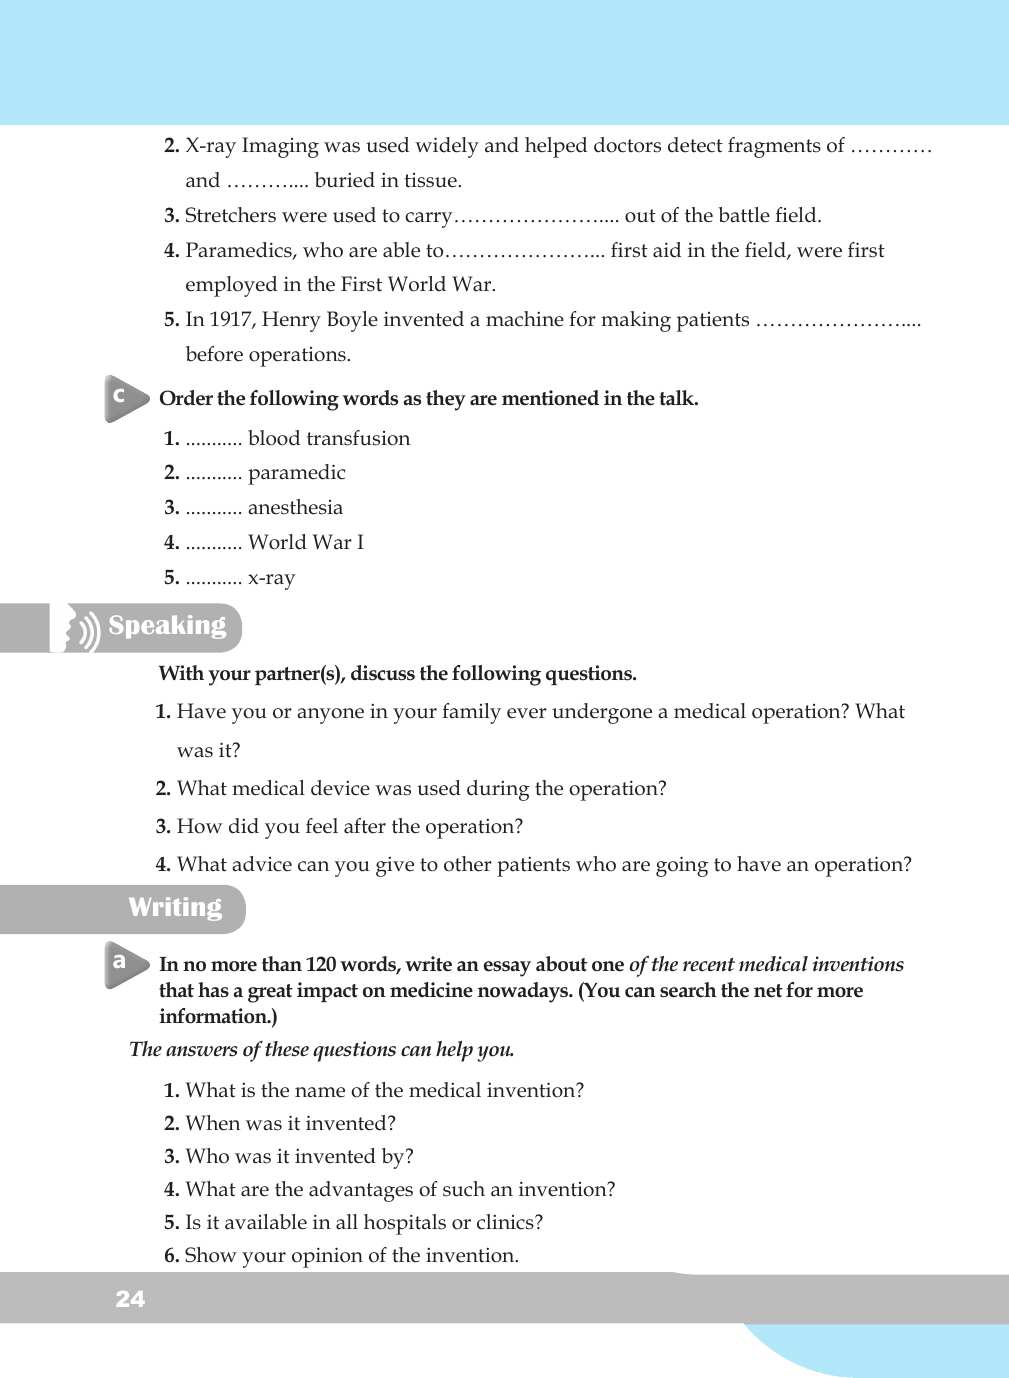 2. X-ray Imaging was used widely and helped doctors detect fragments of …………
and ……….... buried in tissue.
3. Stretchers were used to carry………………….... out of the battle field.
4. Paramedics, who are able to…………………... first aid in the field, were first
employed in the First World War.
5. In 1917, Henry Boyle invented a machine for making patients …………………....
before operations.
c Order the following words as they are mentioned in the talk.
1. ........... blood transfusion
2. ........... paramedic
3. ........... anesthesia
4. ........... World War I
5. ........... x-ray
Speaking
With your partner(s), discuss the following questions.
1. Have you or anyone in your family ever undergone a medical operation? What
was it?
2. What medical device was used during the operation?
3. How did you feel after the operation?
4. What advice can you give to other patients who are going to have an operation?
Writing
a In no more than 120 words, write an essay about one of the recent medical inventions
that has a great impact on medicine nowadays. (You can search the net for more
information.)
The answers of these questions can help you.
1. What is the name of the medical invention?
2. When was it invented?
3. Who was it invented by?
4. What are the advantages of such an invention?
5. Is it available in all hospitals or clinics?
6. Show your opinion of the invention.
24